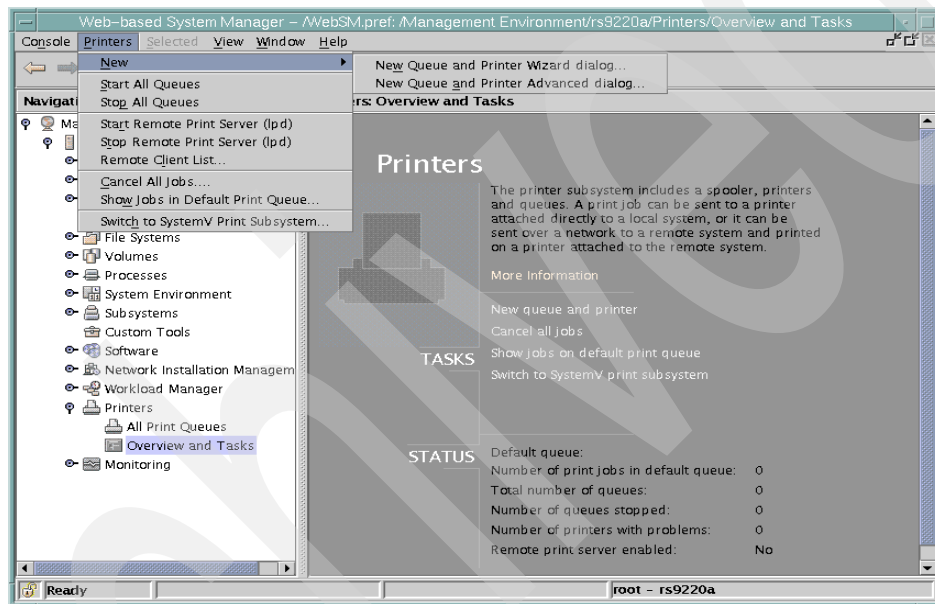 Web-based System Manager - /WebSM.pref: /Management Environment/rs9220a/Printers/Overview and Tasks
Console Printers Selected View Window Help
New
Start All Queues
Stop All Queues
Start Remote Print Server (lpd)
Stop Remote Print Server (lpd)
Remote Client List...
Cancel All Jobs....
Show Jobs in Default Print Queue...
Switch to SystemV Print Subsystem...
New Queue and Printer Wizard dialog...
New Queue and Printer Advanced dialog...
Navigati
rs: Overview and Tasks
Ma
File Systems
Volumes
Processes
System Environment
Subsystems
Custom Tools
Software
Network Installation Managem
Workload Manager
Printers
All Print Queues
Overview and Tasks
Monitoring
Printers
The printer subsystem includes a spooler, printers
and queues. A print job can be sent to a printer
attached directly to a local system, or it can be
sent over a network to a remote system and printed
on a printer attached to the remote system.
More Information
TASKS
New queue and printer
Cancel all jobs
Show jobs on default print queue
Switch to SystemV print subsystem
STATUS
Default queue:
Number of print jobs in default queue: 0
Total number of queues: 0
Number of queues stopped: 0
Number of printers with problems: 0
Remote print server enabled: No
Ready
root - rs9220a